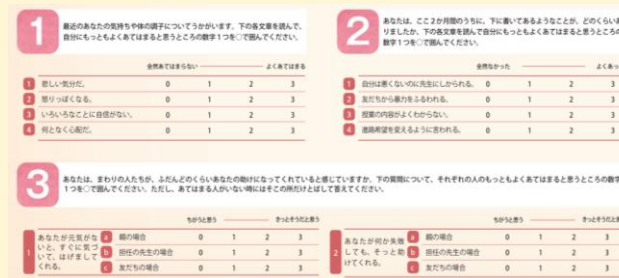 1
最近のあなたの気持ちや体の調子についてうかがいます。下の各文章を読んで、
自分にもっともよくあてはまると思うところの数字1つを○で囲んでください。
全然あてはまらない よくあてはまる
1 悲しい気分だ。 0 1 2 3
2 怒りっぽくなる。 0 1 2 3
3 いろいろなことに自信がない。 0 1 2 3
4 何となく心配だ。 0 1 2 3
2
あなたは、ここ2か月間のうちに、下に書いてあるようなことが、どのくらいあ
りましたか。下の各文章を読んで自分にもっともよくあてはまると思うところの
数字1つを○で囲んでください。
全然なかった よくあっ
1 自分は悪くないのに先生にしかられる。 0 1 2 3
2 友だちから暴力をふるわれる。 0 1 2 3
3 授業の内容がよくわからない。 0 1 2 3
4 進路希望を変えるように言われる。 0 1 2 3
3
あなたは、まわりの人たちが、ふだんどのくらいあなたの助けになってくれていると感じていますか。下の質問について、それぞれの人のもっともよくあてはまると思うところの数字
1つを○で囲んでください。ただし、あてはまる人がいない時にはそこの所だけとばして答えてください。
ちがうと思う きっとそうだと思う
1 あなたが元気がな
いと、すぐに気づ
いて、はげまして
くれる。
a 親の場合 0 1 2 3
b 担任の先生の場合 0 1 2 3
c 友だちの場合 0 1 2 3
ちがうと思う きっとそうだと思
2 あなたが何か失敗
しても、そっと助
けてくれる。
a 親の場合 0 1 2 3
b 担任の先生の場合 0 1 2 3
c 友だちの場合 0 1 2 3